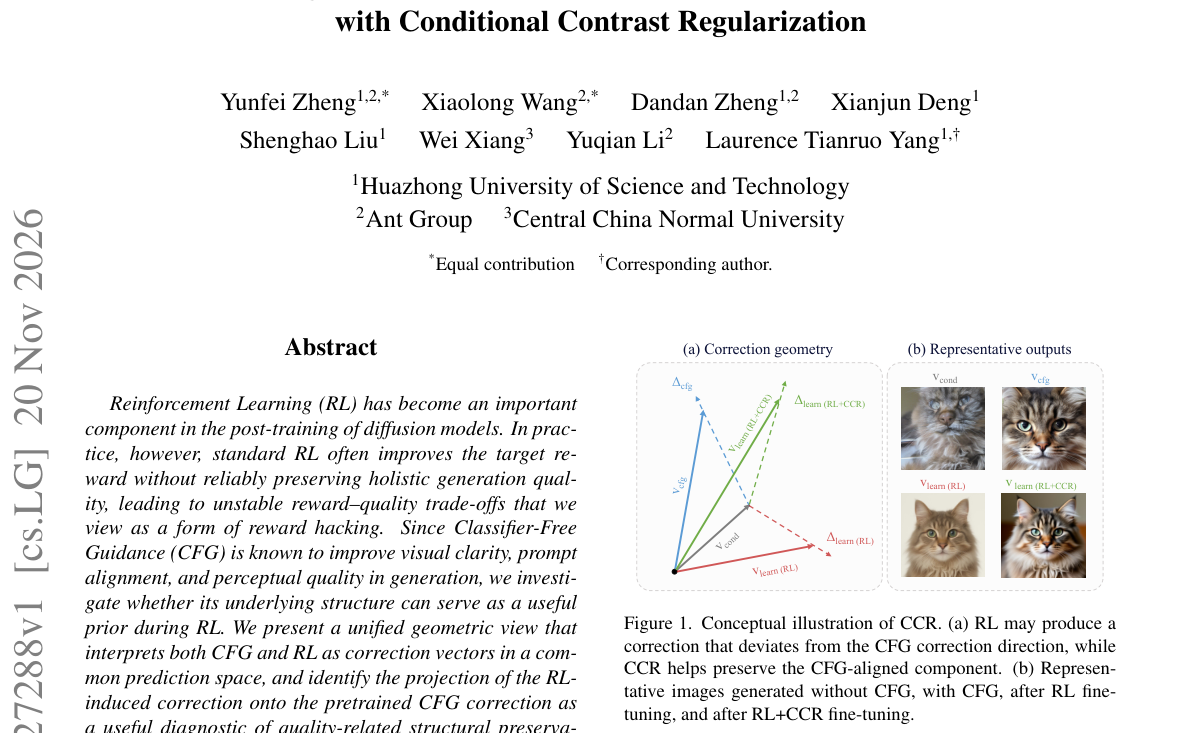 with Conditional Contrast Regularization
Yunfei Zheng1,2,* Xiaolong Wang2,* Dandan Zheng1,2 Xianjun Deng1
Shenghao Liu1 Wei Xiang3 Yuqian Li2 Laurence Tianruo Yang1,†
1Huazhong University of Science and Technology
2Ant Group 3Central China Normal University
*Equal contribution †Corresponding author.
27288v1 [cs.LG] 20 Nov 2026
Abstract
Reinforcement Learning (RL) has become an important
component in the post-training of diffusion models. In prac-
tice, however, standard RL often improves the target re-
ward without reliably preserving holistic generation qual-
ity, leading to unstable reward–quality trade-offs that we
view as a form of reward hacking. Since Classifier-Free
Guidance (CFG) is known to improve visual clarity, prompt
alignment, and perceptual quality in generation, we investi-
gate whether its underlying structure can serve as a useful
prior during RL. We present a unified geometric view that
interprets both CFG and RL as correction vectors in a com-
mon prediction space, and identify the projection of the RL-
induced correction onto the pretrained CFG correction as
a useful diagnostic of quality-related structural preserva-
(a) Correction geometry
Δcfg
Δlearn (RL+CCR)
vlearn (RL+CCR)
vcfg
vcond
Δlearn (RL)
vlearn (RL)
(b) Representative outputs
vcond vcfg
vlearn (RL) v learn (RL+CCR)
Figure 1. Conceptual illustration of CCR. (a) RL may produce a
correction that deviates from the CFG correction direction, while
CCR helps preserve the CFG-aligned component. (b) Represen-
tative images generated without CFG, with CFG, after RL fine-
tuning, and after RL+CCR fine-tuning.